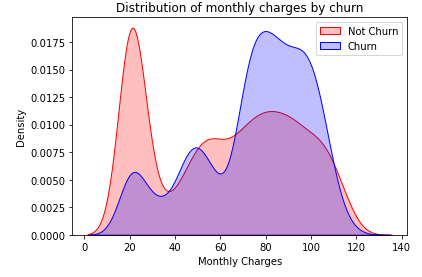 Distribution of monthly charges by churn
Not Churn
Churn
Density
0.0175
0.0150
0.0125
0.0100
0.0075
0.0050
0.0025
0.0000
0 20 40 60 80 100 120 140
Monthly Charges